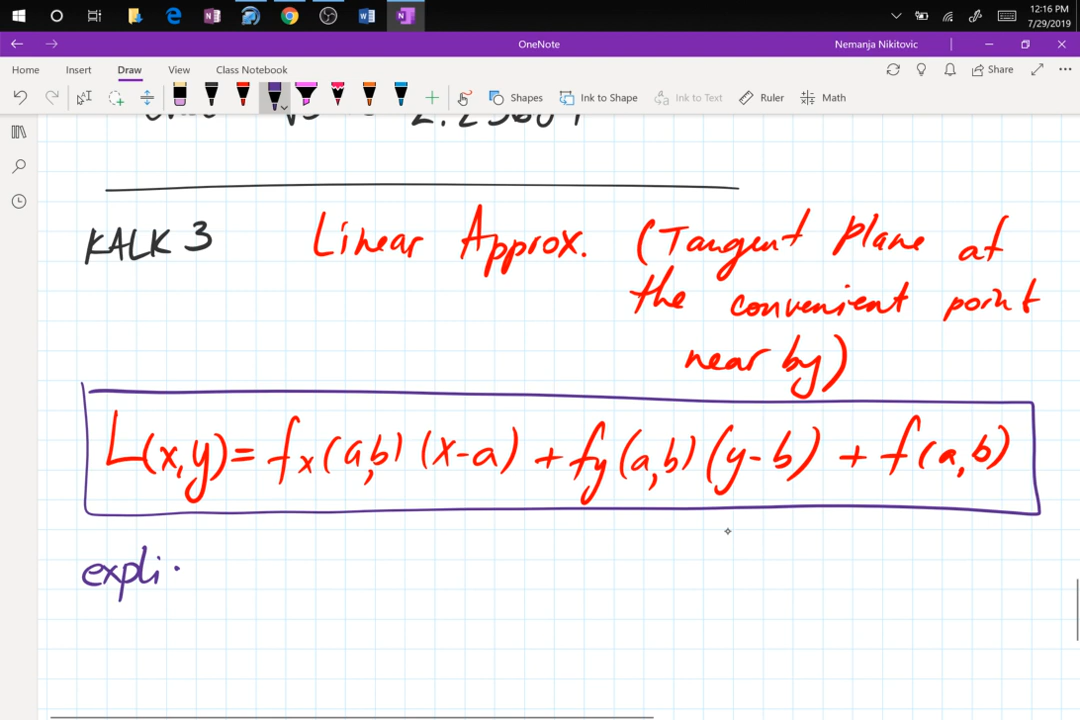 12:16 PM
7/29/2019
OneNote
Nemanja Nikitovic
Home Insert Draw View Class Notebook
Share
Shapes Ink to Shape Ink to Text Ruler Math
KALK 3 Linear Approx. (Tangent plane at
the convenient point
near by)
L(x,y) = fx(a,b) (x-a) + fy(a,b) (y-b) + f(a,b)
expli.